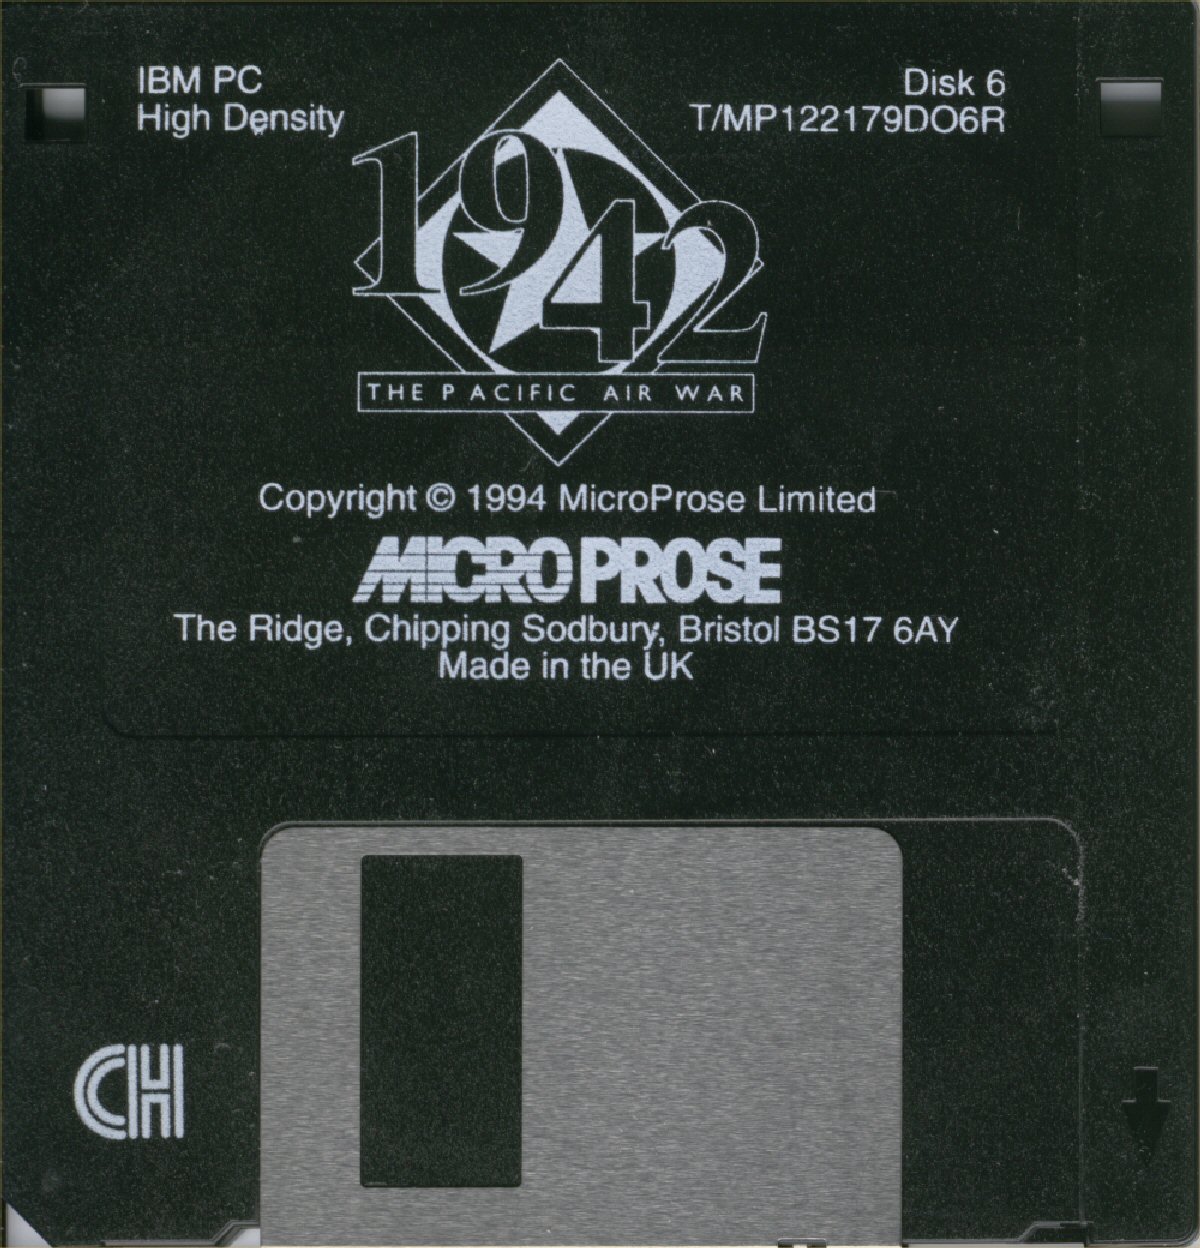 IBM PC
High Density
Disk 6
T/MP122179DO6R
1942
THE PACIFIC AIR WAR
Copyright © 1994 MicroProse Limited
MICROPROSE
The Ridge, Chipping Sodbury, Bristol BS17 6AY
Made in the UK
CH